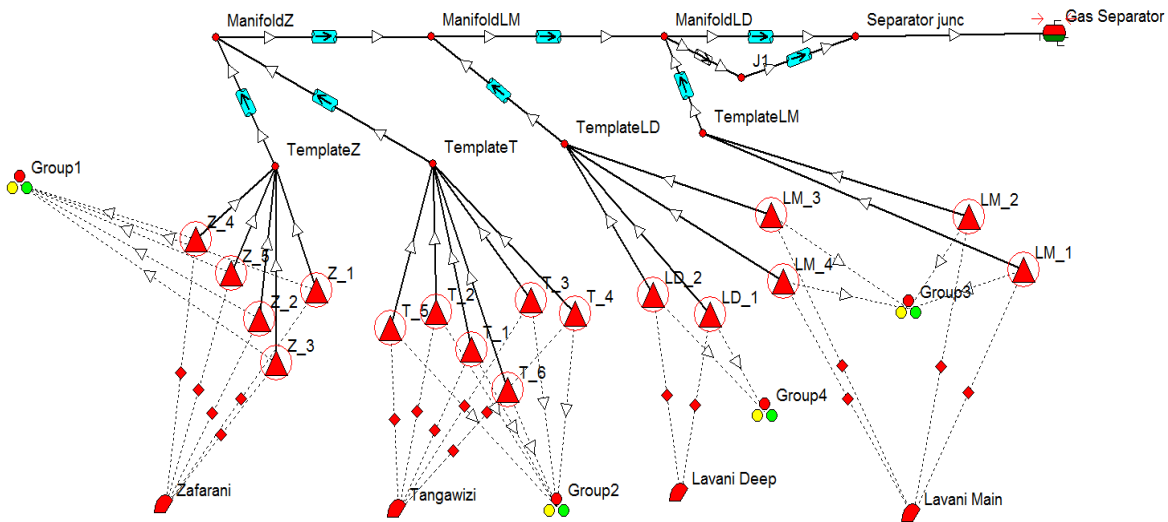 ManifoldZ
ManifoldLM
ManifoldLD
Separator junc
Gas Separator
J1
TemplateLM
TemplateLD
TemplateZ
TemplateT
Group1
Z_4
Z_5
Z_1
Z_2
Z_3
T_3
T_4
T_2
T_5
T_1
T_6
LD_2
LD_1
LM_3
LM_2
LM_4
LM_1
Group3
Group4
Zafarani
Tangawizi
Group2
Lavani Deep
Lavani Main